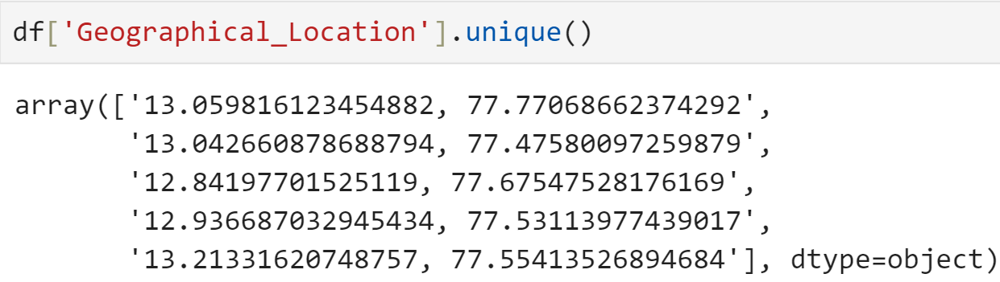 df['Geographical_Location'].unique()
array(['13.059816123454882, 77.77068662374292',
'13.042660878688794, 77.47580097259879',
'12.84197701525119, 77.67547528176169',
'12.936687032945434, 77.53113977439017',
'13.21331620748757, 77.55413526894684'], dtype=object)